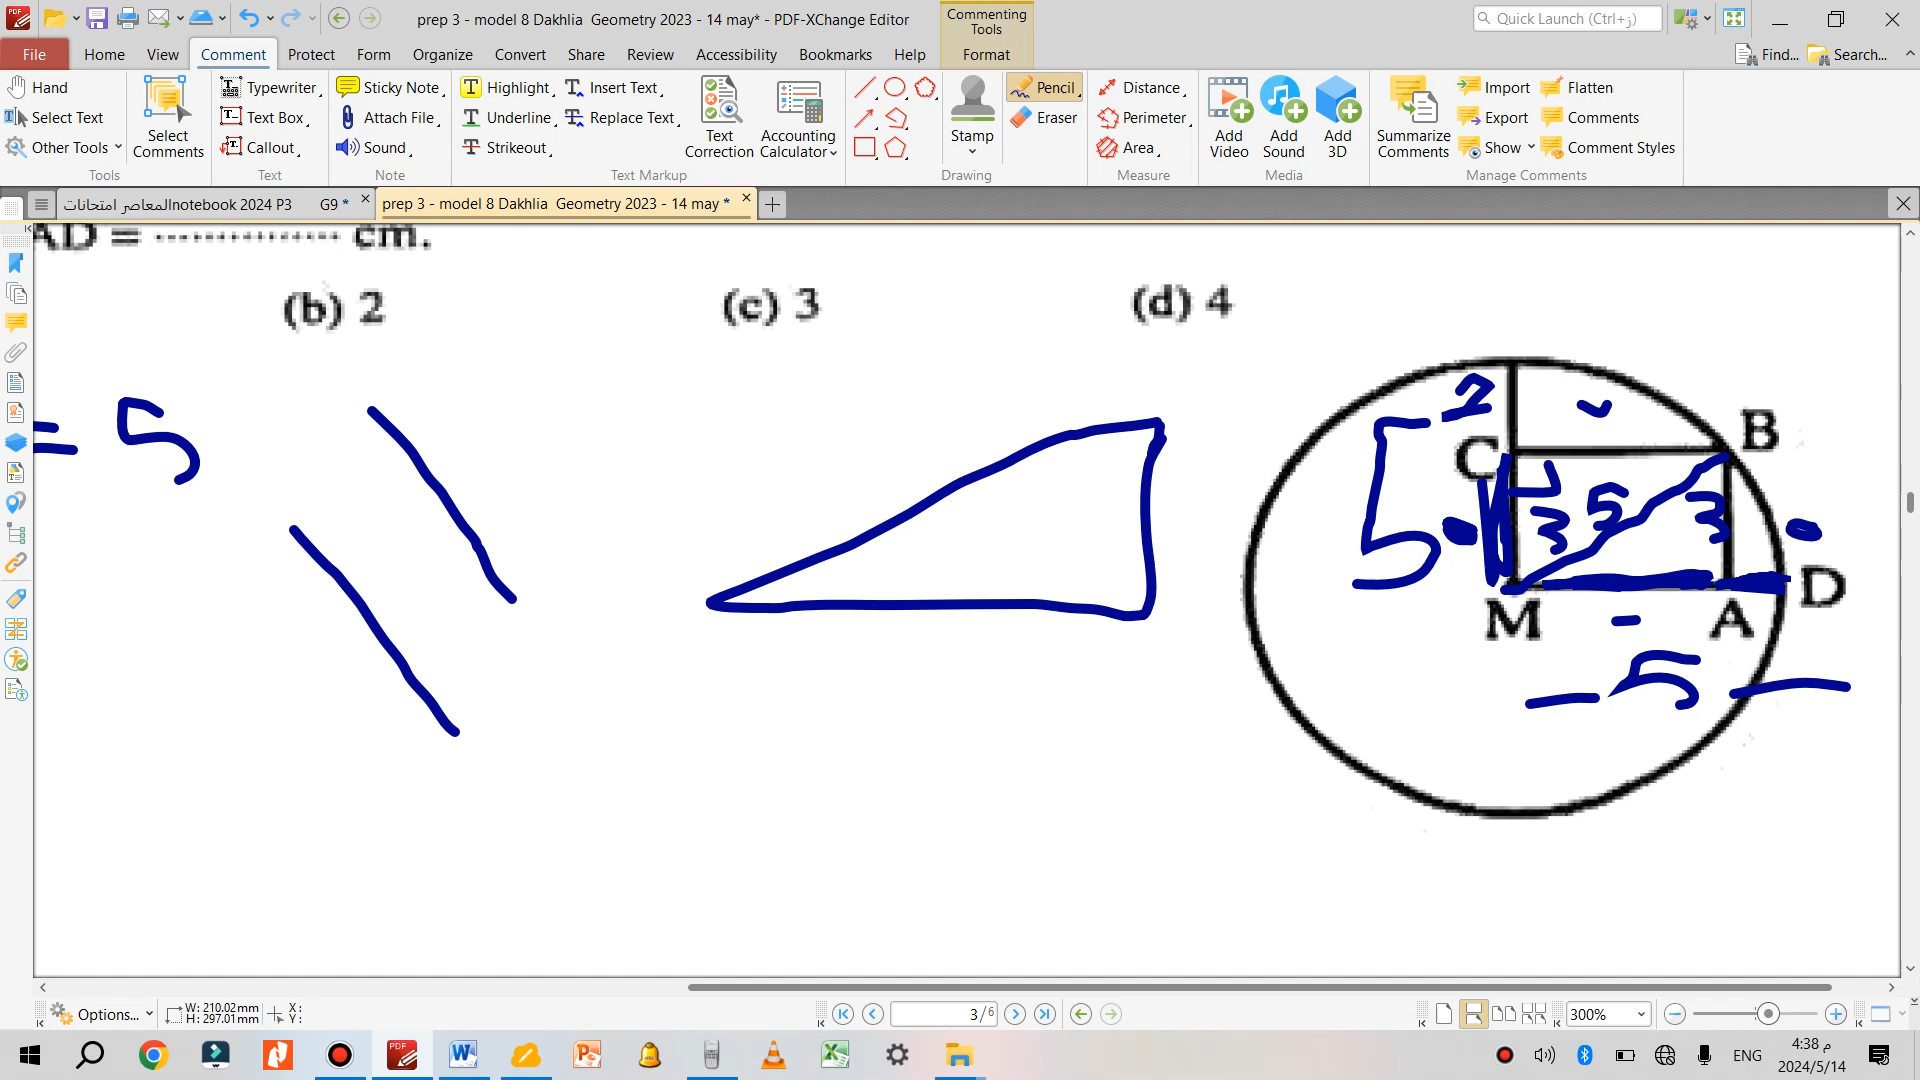 prep 3 - model 8 Dakhlia Geometry 2023 - 14 may* - PDF-XChange Editor
Commenting Tools
Quick Launch (Ctrl+ز)
File Home View Comment Protect Form Organize Convert Share Review Accessibility Bookmarks Help Format Find... Search...
Hand
Select Text
Other Tools
Select Comments
Tools
Typewriter
Text Box
Callout
Text
Sticky Note
Attach File
Sound
Note
Highlight
Underline
Strikeout
Insert Text
Replace Text
Text Correction
Accounting Calculator
Text Markup
Stamp
Pencil
Eraser
Drawing
Distance
Perimeter
Area
Measure
Add Video
Add Sound
Add 3D
Media
Summarize Comments
Import
Export
Show
Flatten
Comments
Comment Styles
Manage Comments
المعاصر امتحانات notebook 2024 P3 G9 *
prep 3 - model 8 Dakhlia Geometry 2023 - 14 may *
AD = ............... cm.
(b) 2 (c) 3 (d) 4
= 5
2
C B
5 3 5 3
M A D
5
Options...
W: 210.02mm
H: 297.01mm
X:
Y:
3/6
300%
ENG
4:38 م
2024/5/14